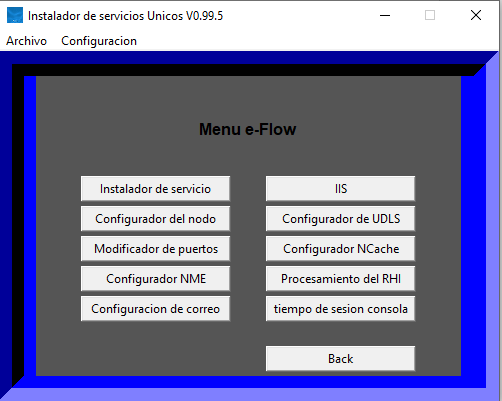 Instalador de servicios Unicos V0.99.5
Archivo Configuracion
Menu e-Flow
Instalador de servicio IIS
Configurador del nodo Configurador de UDLS
Modificador de puertos Configurador NCache
Configurador NME Procesamiento del RHI
Configuracion de correo tiempo de sesion consola
Back